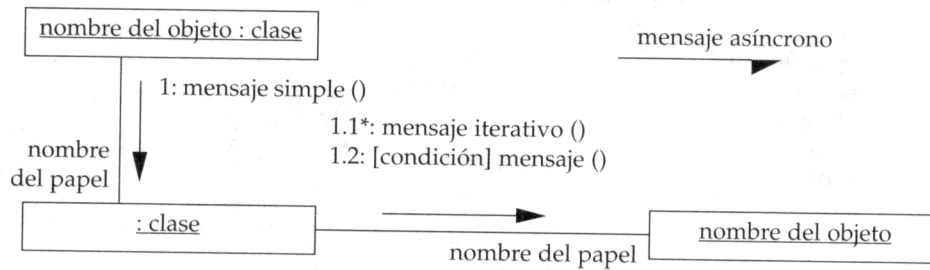 nombre del objeto : clase
mensaje asíncrono
1: mensaje simple ()
1.1*: mensaje iterativo ()
1.2: [condición] mensaje ()
nombre
del papel
: clase
nombre del papel
nombre del objeto